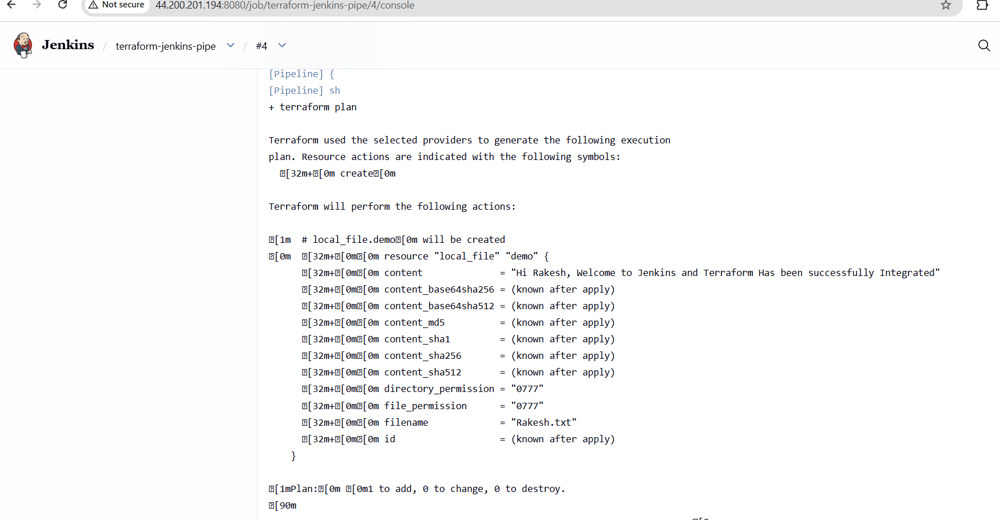 Not secure 44.200.201.194:8080/job/terraform-jenkins-pipe/4/console
Jenkins / terraform-jenkins-pipe / #4
[Pipeline] {
[Pipeline] sh
+ terraform plan
Terraform used the selected providers to generate the following execution
plan. Resource actions are indicated with the following symbols:
  �[32m+�[0m create�[0m
Terraform will perform the following actions:
�[1m  # local_file.demo�[0m will be created
�[0m  �[32m+�[0m�[0m resource "local_file" "demo" {
      �[32m+�[0m�[0m content              = "Hi Rakesh, Welcome to Jenkins and Terraform Has been successfully Integrated"
      �[32m+�[0m�[0m content_base64sha256 = (known after apply)
      �[32m+�[0m�[0m content_base64sha512 = (known after apply)
      �[32m+�[0m�[0m content_md5          = (known after apply)
      �[32m+�[0m�[0m content_sha1         = (known after apply)
      �[32m+�[0m�[0m content_sha256       = (known after apply)
      �[32m+�[0m�[0m content_sha512       = (known after apply)
      �[32m+�[0m�[0m directory_permission = "0777"
      �[32m+�[0m�[0m file_permission      = "0777"
      �[32m+�[0m�[0m filename             = "Rakesh.txt"
      �[32m+�[0m�[0m id                   = (known after apply)
    }
�[1mPlan:�[0m �[0m1 to add, 0 to change, 0 to destroy.
�[90m